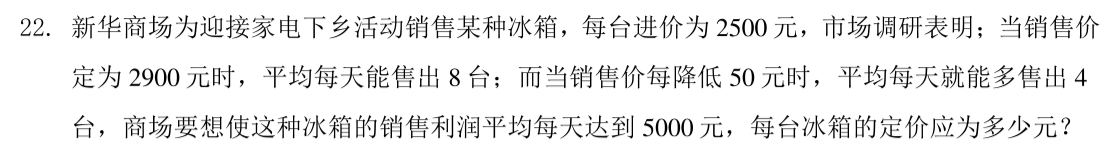 22. 新华商场为迎接家电下乡活动销售某种冰箱，每台进价为 2500 元，市场调研表明；当销售价
定为 2900 元时，平均每天能售出 8 台；而当销售价每降低 50 元时，平均每天就能多售出 4
台，商场要想使这种冰箱的销售利润平均每天达到 5000 元，每台冰箱的定价应为多少元？